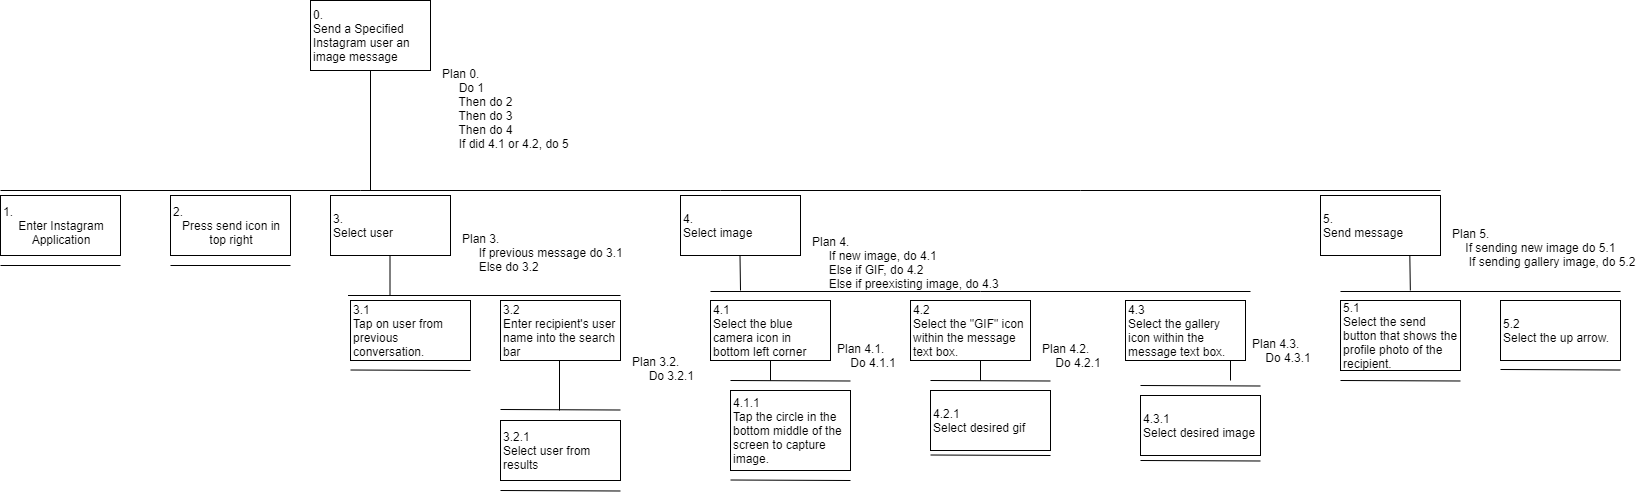 0.
Send a Specified
Instagram user an
image message
Plan 0.
Do 1
Then do 2
Then do 3
Then do 4
If did 4.1 or 4.2, do 5
1.
Enter Instagram
Application
2.
Press send icon in
top right
3.
Select user
Plan 3.
If previous message do 3.1
Else do 3.2
4.
Select image
Plan 4.
If new image, do 4.1
Else if GIF, do 4.2
Else if preexisting image, do 4.3
5.
Send message
Plan 5.
If sending new image do 5.1
If sending gallery image, do 5.2
3.1
Tap on user from
previous
conversation.
3.2
Enter recipient's user
name into the search
bar
Plan 3.2.
Do 3.2.1
4.1
Select the blue
camera icon in
bottom left corner
Plan 4.1.
Do 4.1.1
4.2
Select the "GIF" icon
within the message
text box.
Plan 4.2.
Do 4.2.1
4.3
Select the gallery
icon within the
message text box.
Plan 4.3.
Do 4.3.1
5.1
Select the send
button that shows the
profile photo of the
recipient.
5.2
Select the up arrow.
3.2.1
Select user from
results
4.1.1
Tap the circle in the
bottom middle of the
screen to capture
image.
4.2.1
Select desired gif
4.3.1
Select desired image